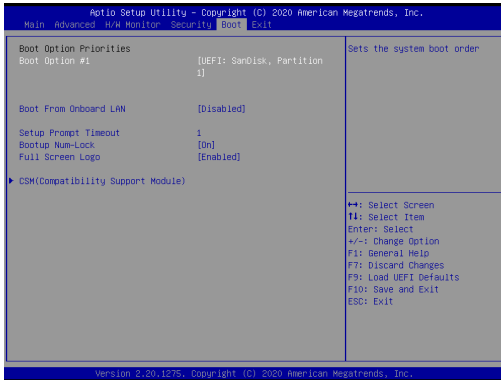 Aptio Setup Utility – Copyright (C) 2020 American Megatrends, Inc.
Main Advanced H/W Monitor Security Boot Exit
Boot Option Priorities
Boot Option #1 [UEFI: SanDisk, Partition
1]
Boot From Onboard LAN [Disabled]
Setup Prompt Timeout 1
Bootup Num-Lock [On]
Full Screen Logo [Enabled]
CSM(Compatibility Support Module)
Sets the system boot order
↔: Select Screen
↑↓: Select Item
Enter: Select
+/-: Change Option
F1: General Help
F7: Discard Changes
F9: Load UEFI Defaults
F10: Save and Exit
ESC: Exit
Version 2.20.1275. Copyright (C) 2020 American Megatrends, Inc.